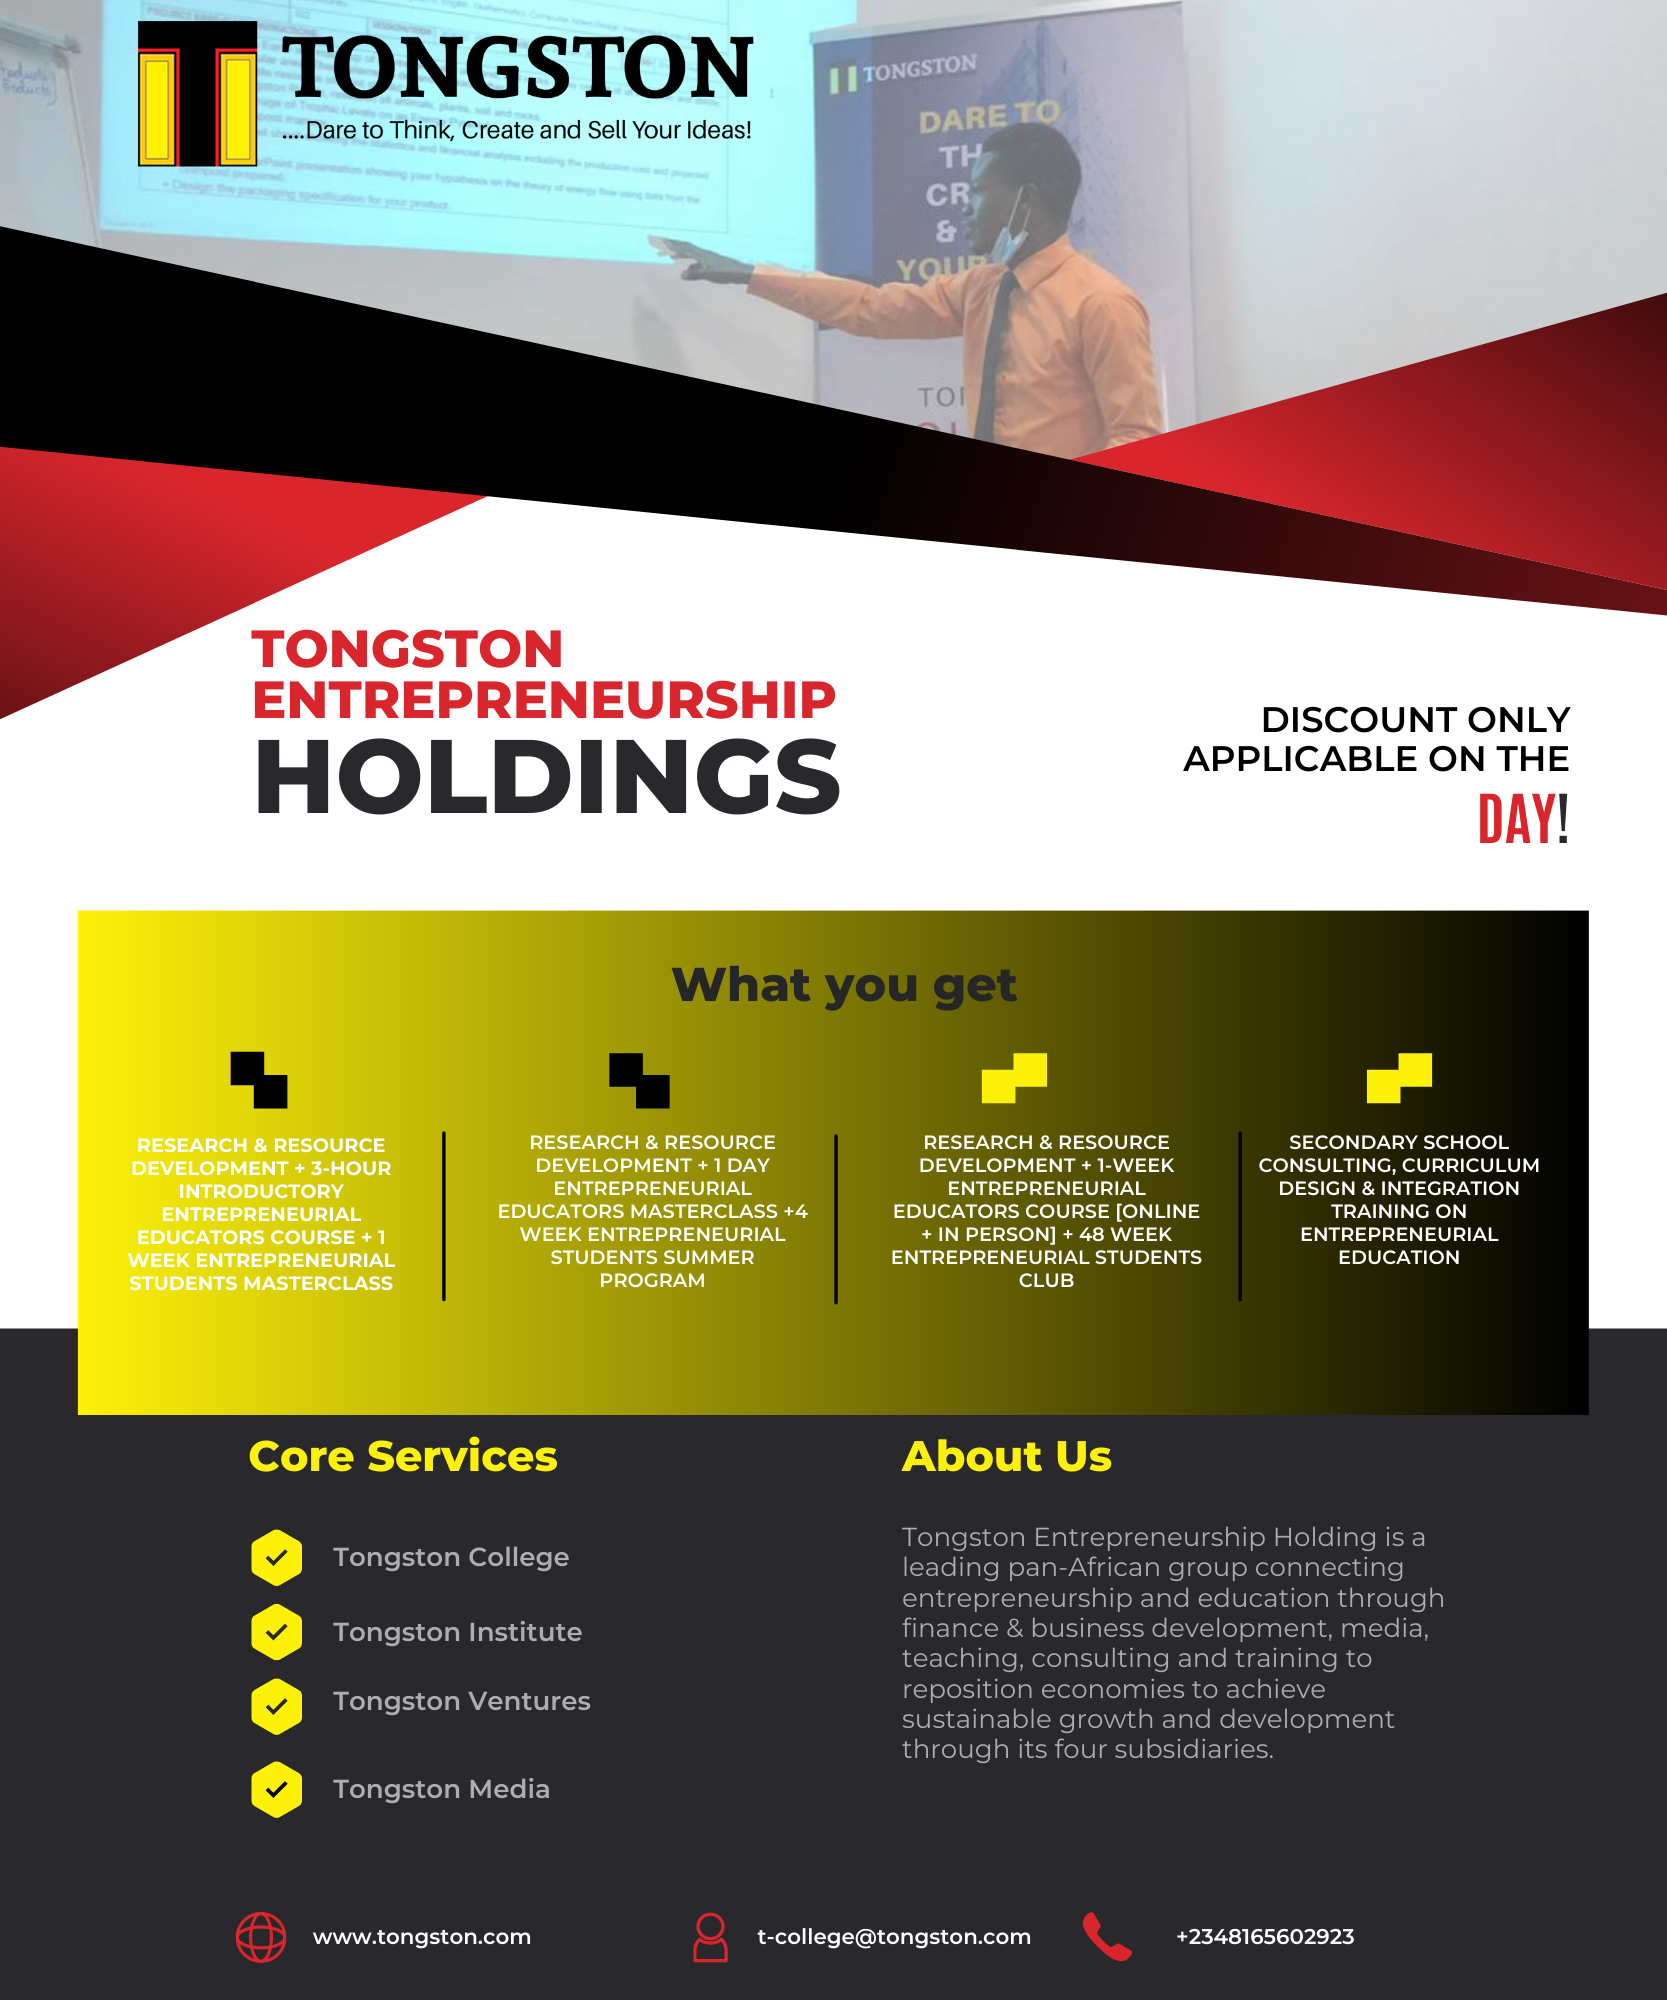 TONGSTON
....Dare to Think, Create and Sell Your Ideas!
TONGSTON
DARE TO
TH
CR
&
YOUR
TO
TONGSTON
ENTREPRENEURSHIP
HOLDINGS
DISCOUNT ONLY
APPLICABLE ON THE
DAY!
What you get
RESEARCH & RESOURCE
DEVELOPMENT + 3-HOUR
INTRODUCTORY
ENTREPRENEURIAL
EDUCATORS COURSE + 1
WEEK ENTREPRENEURIAL
STUDENTS MASTERCLASS
RESEARCH & RESOURCE
DEVELOPMENT + 1 DAY
ENTREPRENEURIAL
EDUCATORS MASTERCLASS +4
WEEK ENTREPRENEURIAL
STUDENTS SUMMER
PROGRAM
RESEARCH & RESOURCE
DEVELOPMENT + 1-WEEK
ENTREPRENEURIAL
EDUCATORS COURSE [ONLINE
+ IN PERSON] + 48 WEEK
ENTREPRENEURIAL STUDENTS
CLUB
SECONDARY SCHOOL
CONSULTING, CURRICULUM
DESIGN & INTEGRATION
TRAINING ON
ENTREPRENEURIAL
EDUCATION
Core Services
Tongston College
Tongston Institute
Tongston Ventures
Tongston Media
About Us
Tongston Entrepreneurship Holding is a
leading pan-African group connecting
entrepreneurship and education through
finance & business development, media,
teaching, consulting and training to
reposition economies to achieve
sustainable growth and development
through its four subsidiaries.
www.tongston.com
t-college@tongston.com
+2348165602923